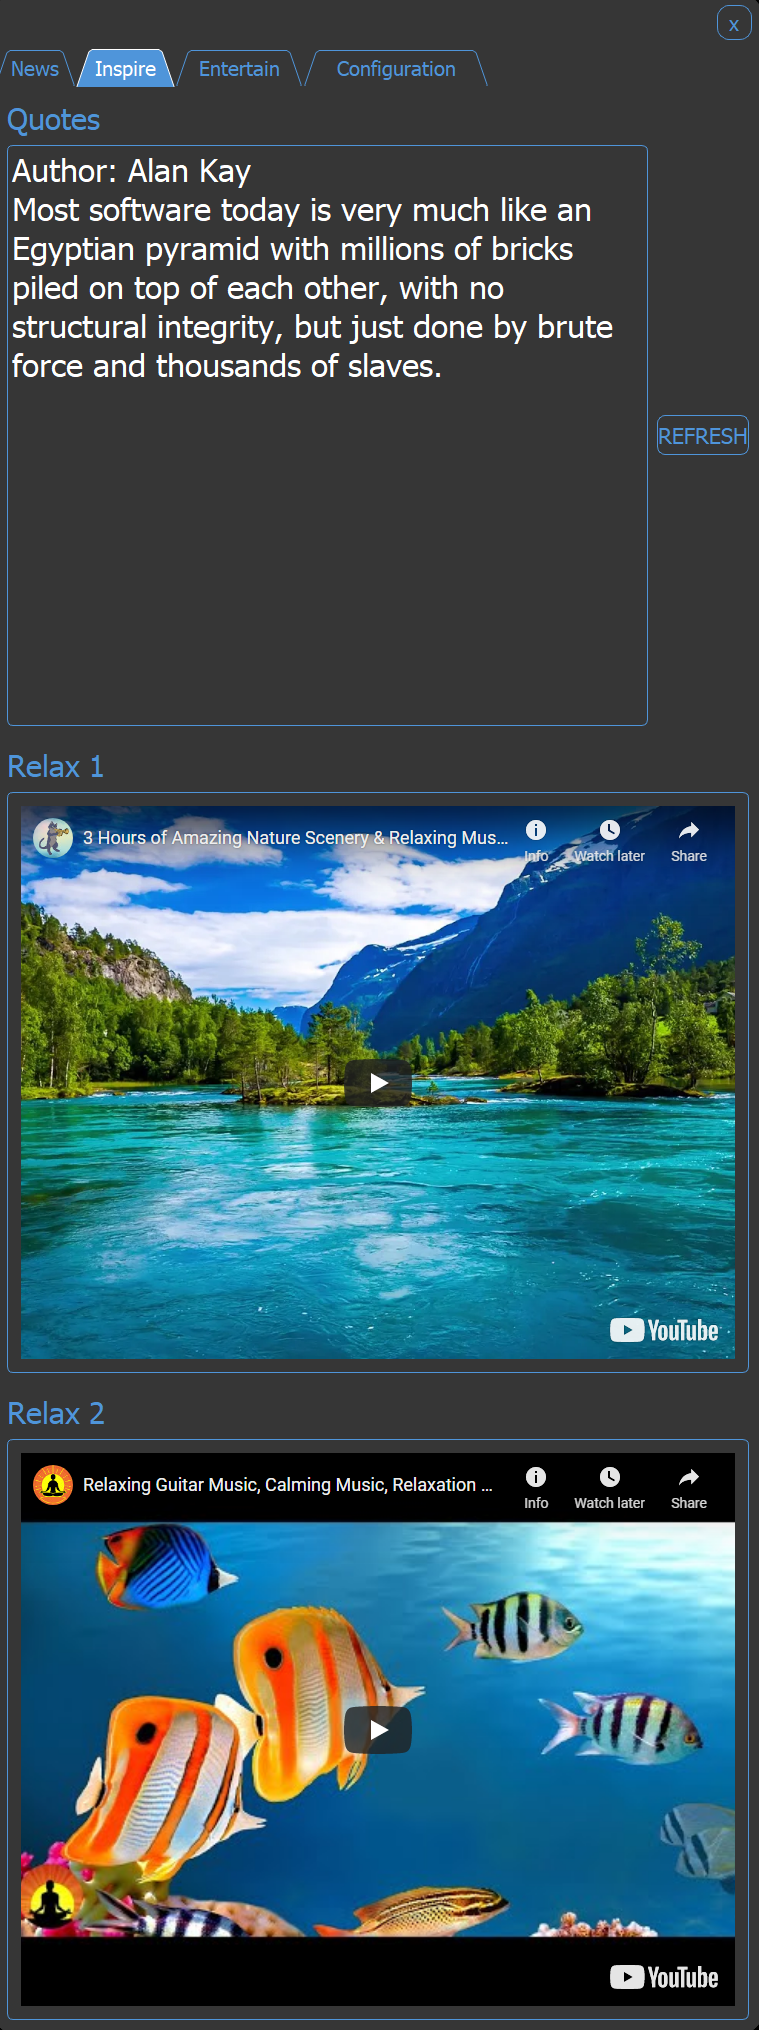 x
News Inspire Entertain Configuration
Quotes
Author: Alan Kay
Most software today is very much like an
Egyptian pyramid with millions of bricks
piled on top of each other, with no
structural integrity, but just done by brute
force and thousands of slaves.
REFRESH
Relax 1
3 Hours of Amazing Nature Scenery & Relaxing Mus...
Info Watch later Share
YouTube
Relax 2
Relaxing Guitar Music, Calming Music, Relaxation ...
Info Watch later Share
YouTube